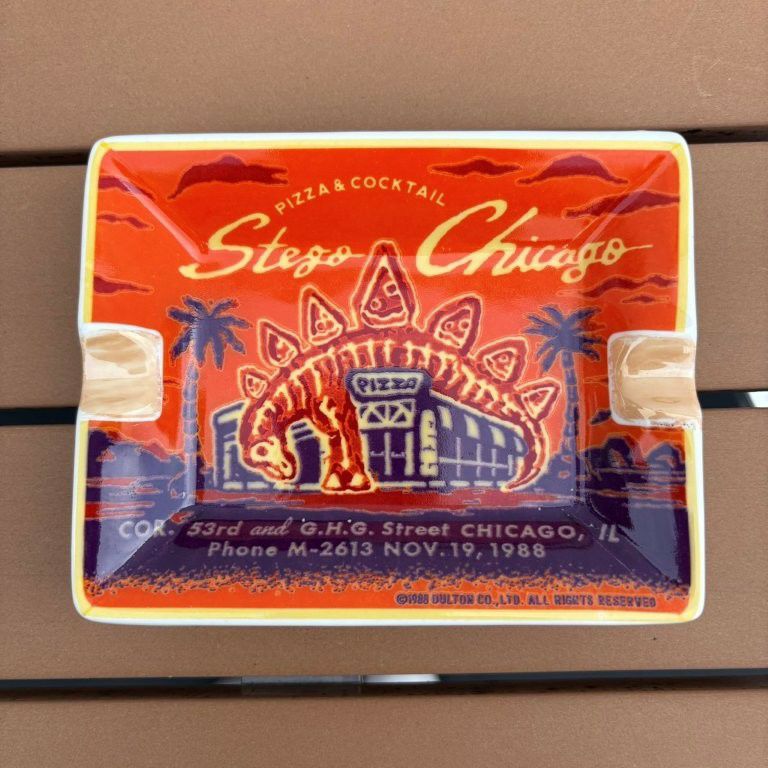 PIZZA & COCKTAIL
Stego Chicago
PIZZA
COR. 53rd and G.H.G. Street CHICAGO, IL
Phone M-2613 NOV. 19, 1988
©1988 DULTON CO., LTD. ALL RIGHTS RESERVED